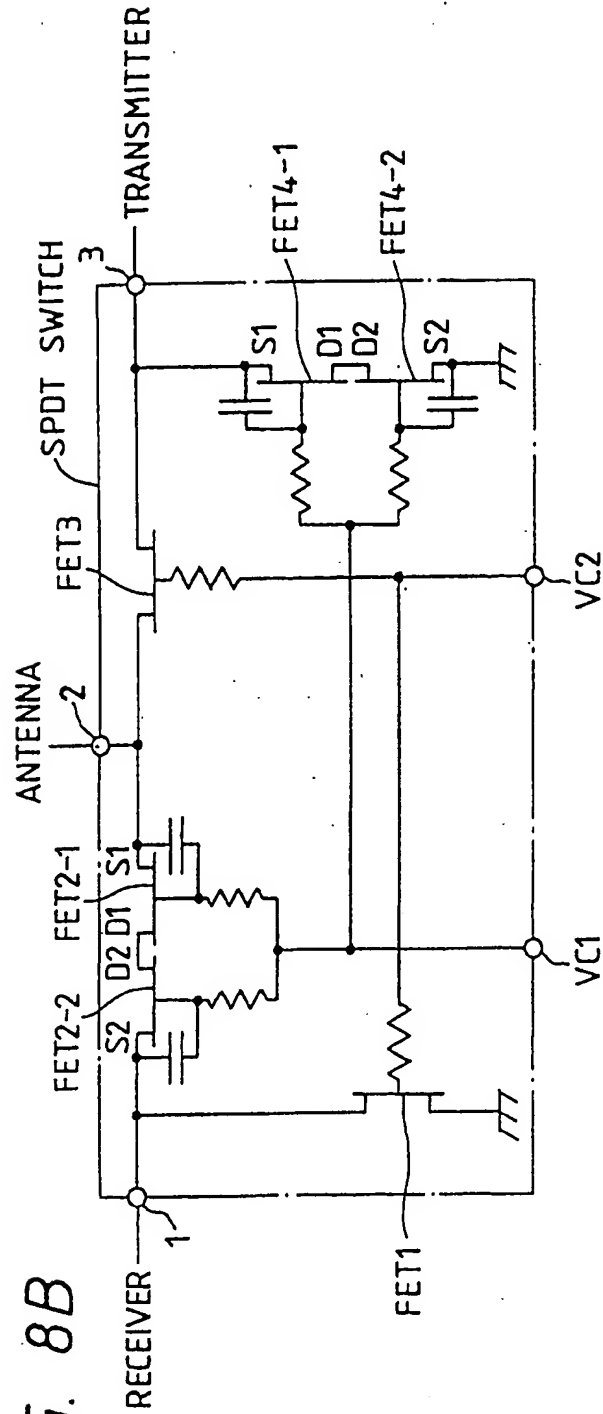 G. 8B
ANTENNA
2
SPDT SWITCH
FET2-2
FET2-1
FET3
S2
D2
D1
S1
RECEIVER
1
3
TRANSMITTER
S1
D1
D2
S2
FET4-1
FET4-2
FET1
VC1
VC2